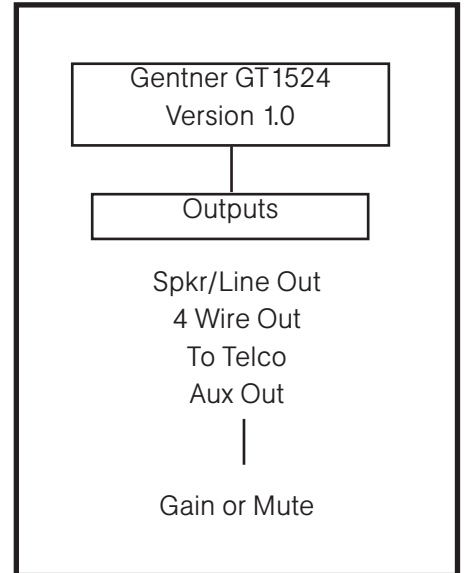 Gentner GT1524
Version 1.0
Outputs
Spkr/Line Out
4 Wire Out
To Telco
Aux Out
Gain or Mute